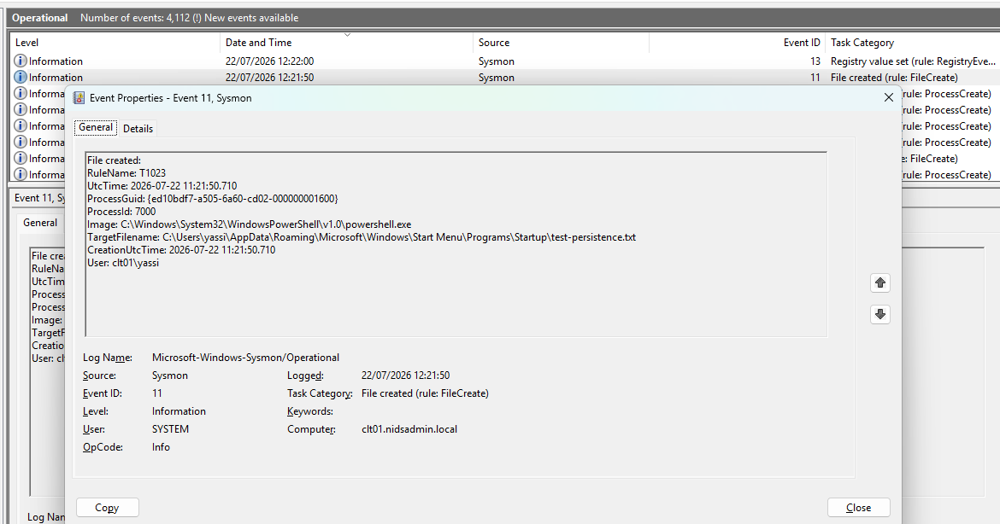 Operational Number of events: 4,112 (!) New events available
Level Date and Time Source Event ID Task Category
Information 22/07/2026 12:22:00 Sysmon 13 Registry value set (rule: RegistryEve...
Information 22/07/2026 12:21:50 Sysmon 11 File created (rule: FileCreate)
Informa rule: ProcessCreate)
Informa rule: ProcessCreate)
Informa rule: ProcessCreate)
Informa rule: ProcessCreate)
Informa e: FileCreate)
Informa rule: ProcessCreate)
Event Properties - Event 11, Sysmon
General Details
File created:
RuleName: T1023
UtcTime: 2026-07-22 11:21:50.710
ProcessGuid: {ed10bdf7-a505-6a60-cd02-000000001600}
ProcessId: 7000
Image: C:\Windows\System32\WindowsPowerShell\v1.0\powershell.exe
TargetFilename: C:\Users\yassi\AppData\Roaming\Microsoft\Windows\Start Menu\Programs\Startup\test-persistence.txt
CreationUtcTime: 2026-07-22 11:21:50.710
User: clt01\yassi
Log Name: Microsoft-Windows-Sysmon/Operational
Source: Sysmon Logged: 22/07/2026 12:21:50
Event ID: 11 Task Category: File created (rule: FileCreate)
Level: Information Keywords:
User: SYSTEM Computer: clt01.nidsadmin.local
OpCode: Info
Copy Close
Event 11, Sy
General
File crea
RuleNa
UtcTim
Process
Process
Image:
TargetF
Creatio
User: cl
Log Nam